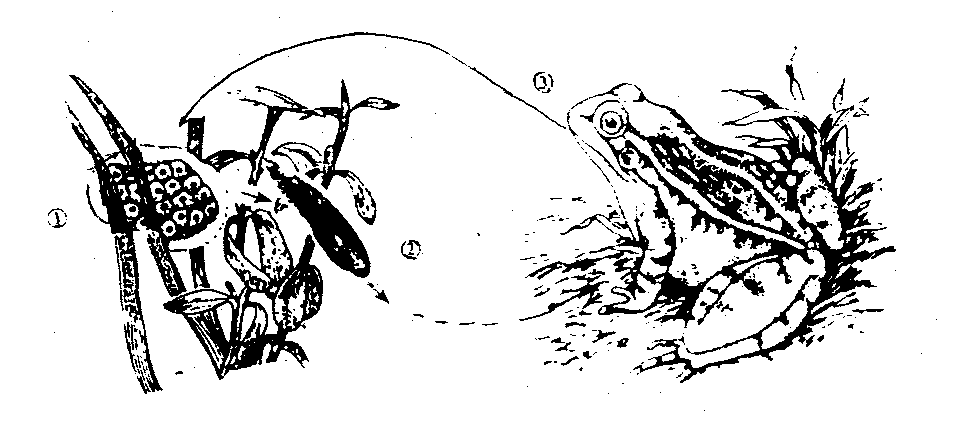 ③
①
②